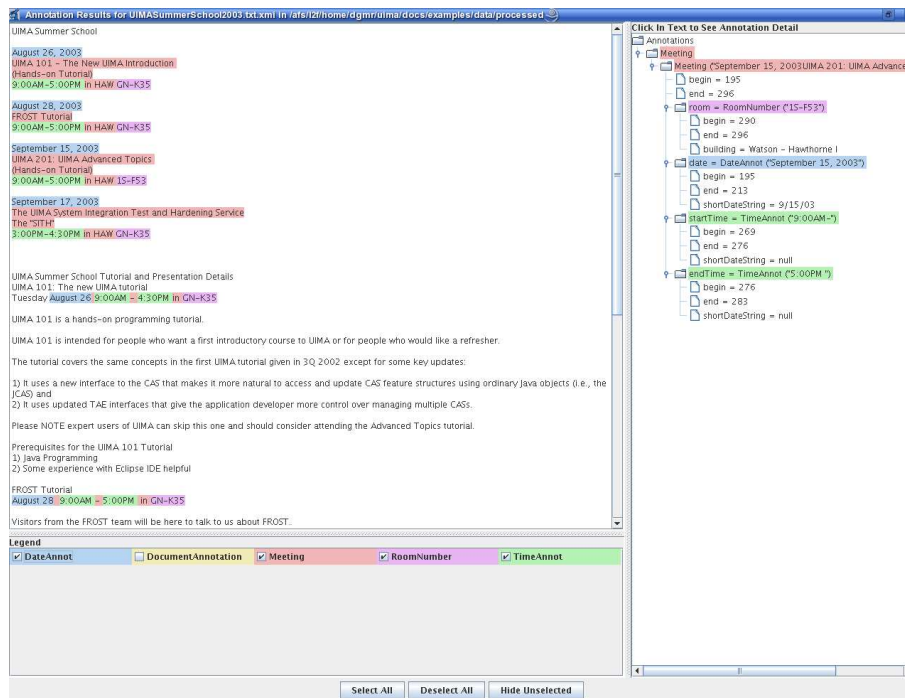 Annotation Results for UIMASummerSchool2003.txt.xmi in /afs/l2f/home/dgmr/uima/docs/examples/data/processed
UIMA Summer School
August 26, 2003
UIMA 101 - The New UIMA Introduction
(Hands-on Tutorial)
9:00AM-5:00PM in HAW GN-K35
August 28, 2003
FROST Tutorial
9:00AM-5:00PM in HAW GN-K35
September 15, 2003
UIMA 201: UIMA Advanced Topics
(Hands-on Tutorial)
9:00AM-5:00PM in HAW 1S-F53
September 17, 2003
The UIMA System Integration Test and Hardening Service
The "SITH"
3:00PM-4:30PM in HAW GN-K35
UIMA Summer School Tutorial and Presentation Details
UIMA 101: The new UIMA tutorial
Tuesday August 26 9:00AM - 4:30PM in GN-K35
UIMA 101 is a hands-on programming tutorial.
UIMA 101 is intended for people who want a first introductory course to UIMA or for people who would like a refresher.
The tutorial covers the same concepts in the first UIMA tutorial given in 3Q 2002 except for some key updates:
1) It uses a new interface to the CAS that makes it more natural to access and update CAS feature structures using ordinary Java objects (i.e., the
JCAS) and
2) It uses updated TAE interfaces that give the application developer more control over managing multiple CASs.
Please NOTE expert users of UIMA can skip this one and should consider attending the Advanced Topics tutorial.
Prerequisites for the UIMA 101 Tutorial
1) Java Programming
2) Some experience with Eclipse IDE helpful
FROST Tutorial
August 28 9:00AM - 5:00PM in GN-K35
Visitors from the FROST team will be here to talk to us about FROST.
Legend
DateAnnot
DocumentAnnotation
Meeting
RoomNumber
TimeAnnot
Click In Text to See Annotation Detail
Annotations
Meeting
Meeting ("September 15, 2003UIMA 201: UIMA Advance
begin = 195
end = 296
room = RoomNumber ("1S-F53")
begin = 290
end = 296
building = Watson - Hawthorne I
date = DateAnnot ("September 15, 2003")
begin = 195
end = 213
shortDateString = 9/15/03
startTime = TimeAnnot ("9:00AM-")
begin = 269
end = 276
shortDateString = null
endTime = TimeAnnot ("5:00PM ")
begin = 276
end = 283
shortDateString = null
Select All
Deselect All
Hide Unselected